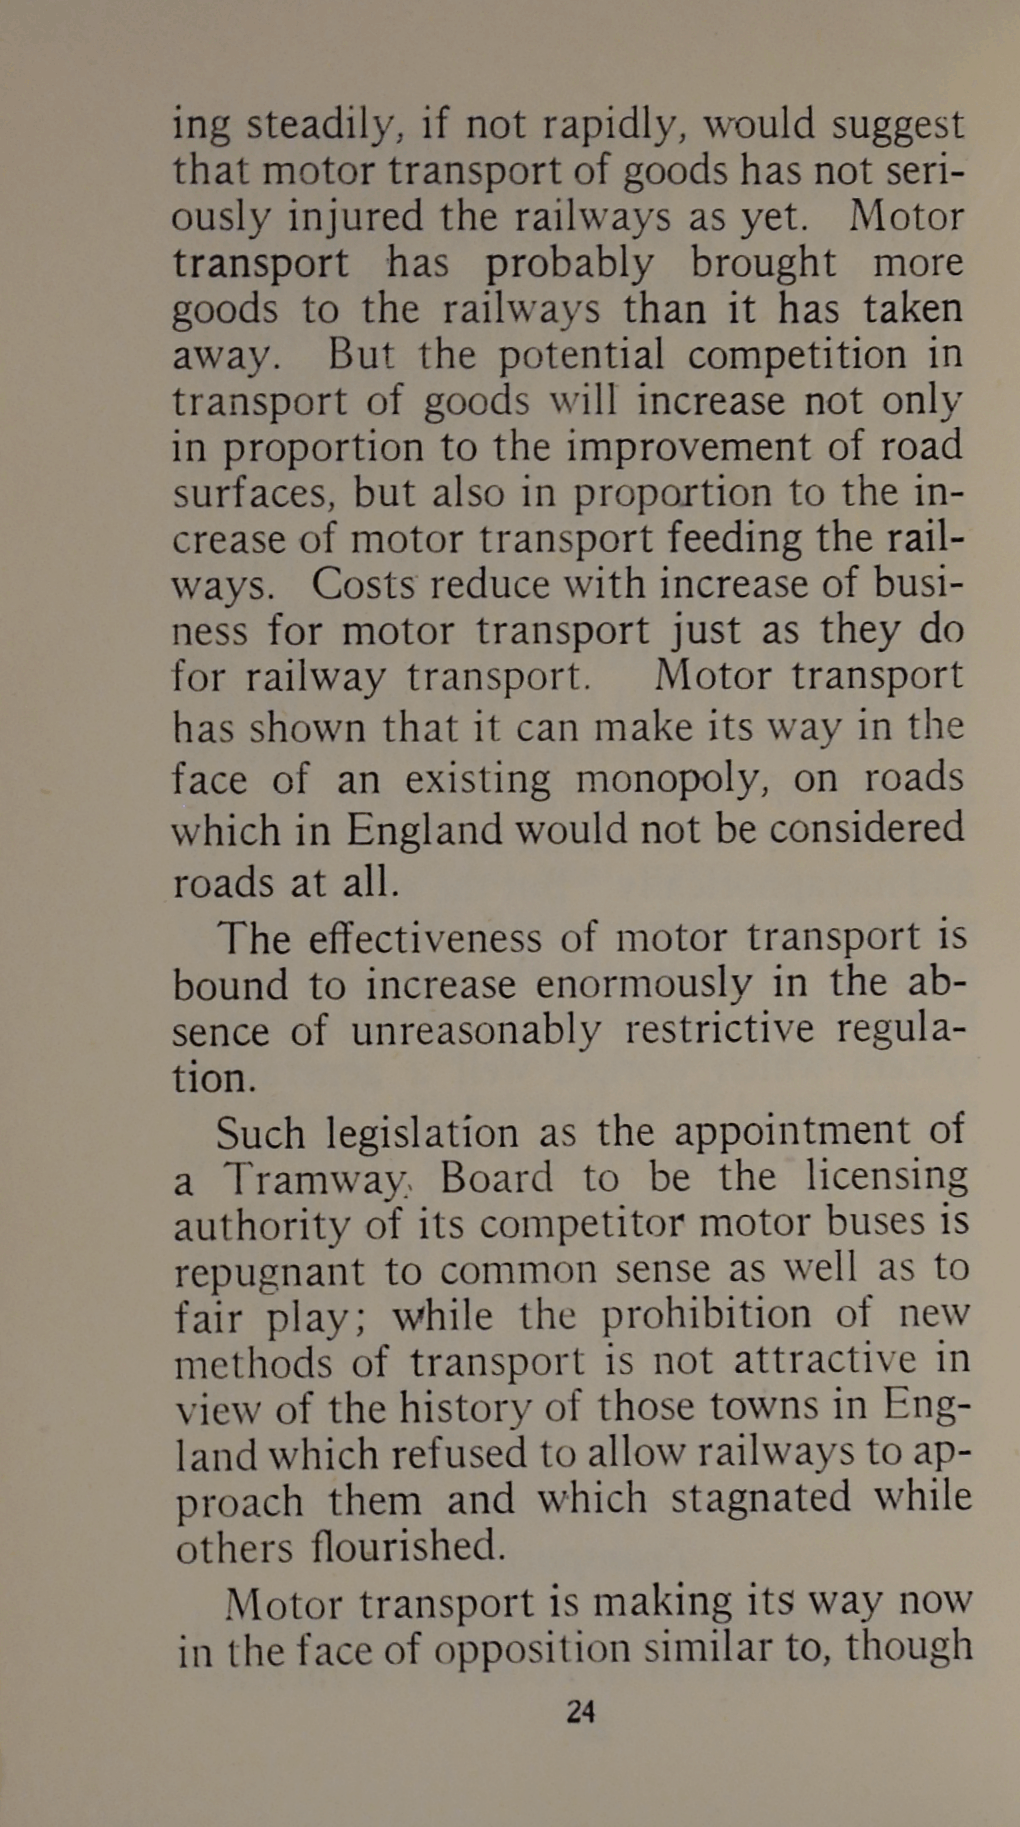 ing steadily, if not rapidly, would suggest
that motor transport of goods has not seri-
ously injured the railways as yet. Motor
transport has probably brought more
goods to the railways than it has taken
away. But the potential competition in
transport of goods will increase not only
in proportion to the improvement of road
surfaces, but also in proportion to the in-
crease of motor transport feeding the rail-
ways. Costs reduce with increase of busi-
ness for motor transport just as they do
for railway transport. Motor transport
has shown that it can make its way in the
face of an existing monopoly, on roads
which in England would not be considered
roads at all.
The effectiveness of motor transport is
bound to increase enormously in the ab-
sence of unreasonably restrictive regula-
tion.
Such legislation as the appointment of
a Tramway Board to be the licensing
authority of its competitor motor buses is
repugnant to common sense as well as to
fair play; while the prohibition of new
methods of transport is not attractive in
view of the history of those towns in Eng-
land which refused to allow railways to ap-
proach them and which stagnated while
others flourished.
Motor transport is making its way now
in the face of opposition similar to, though
24